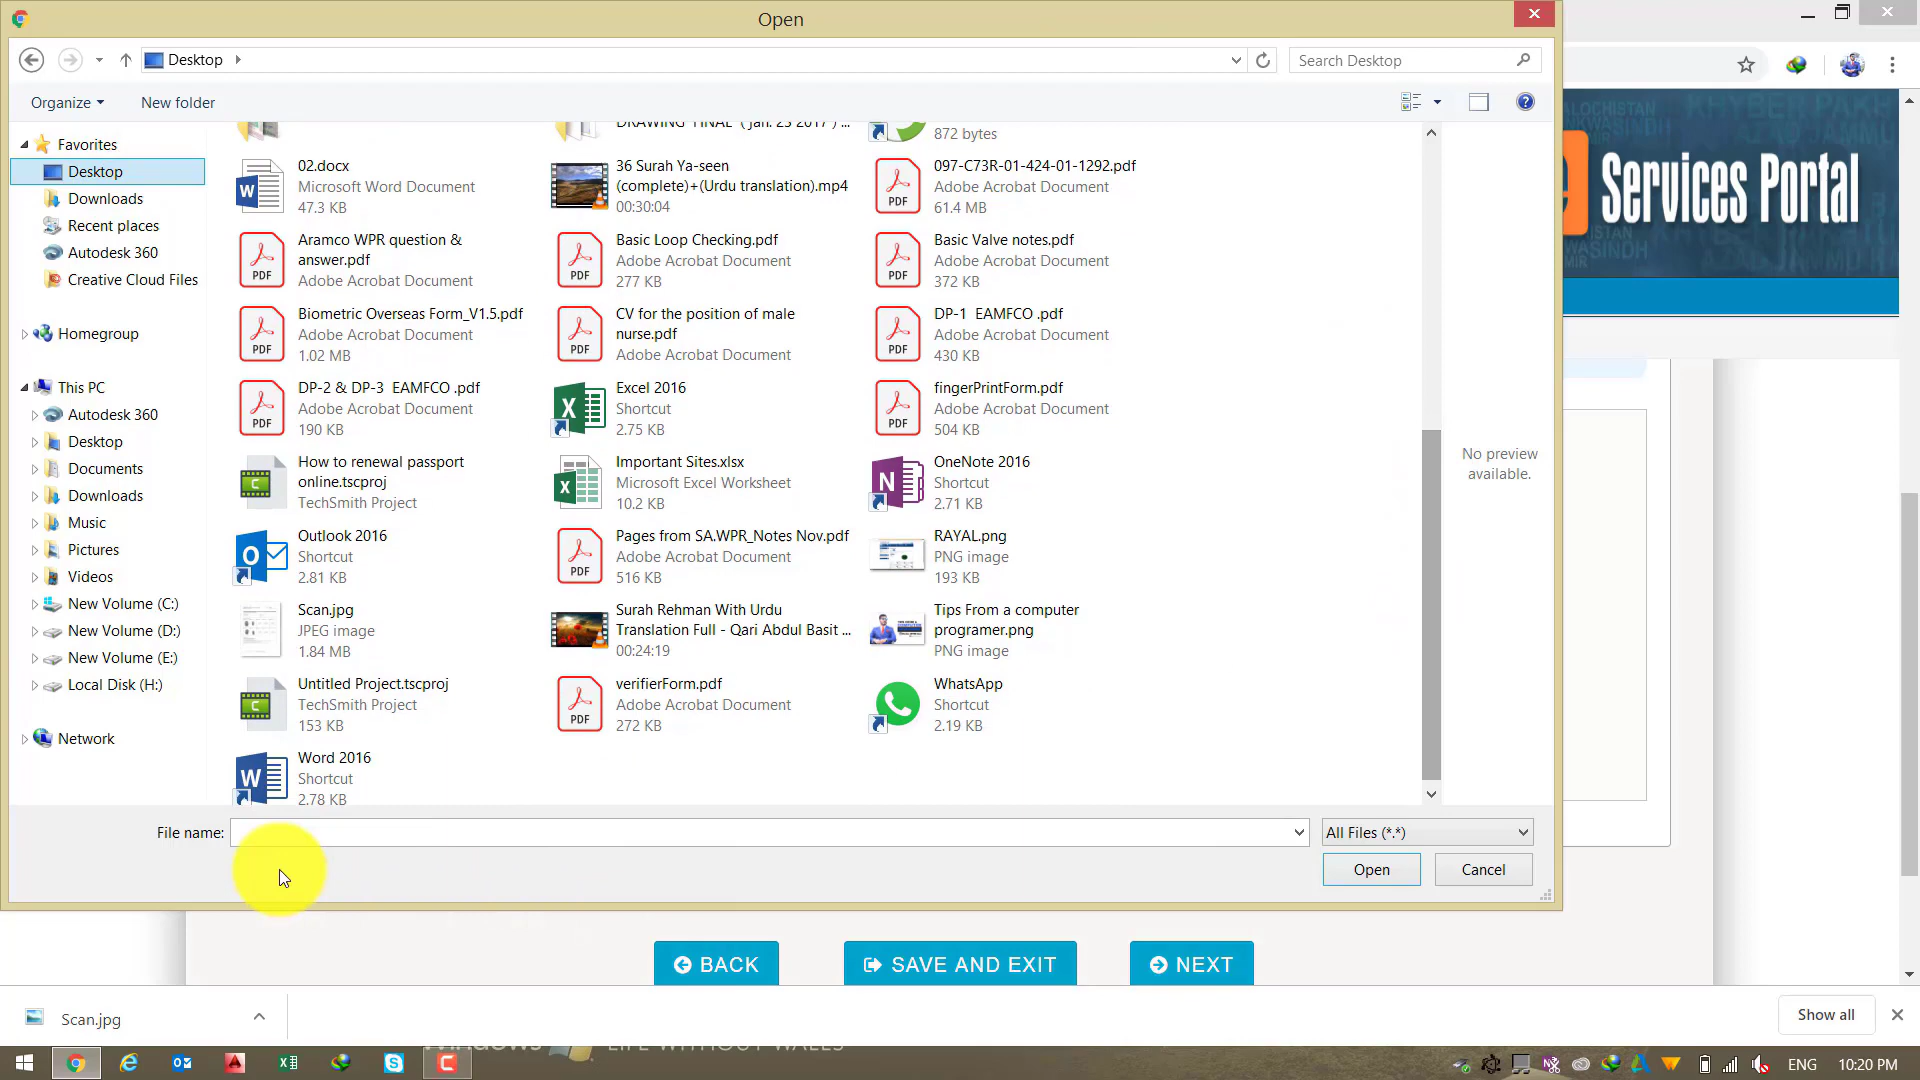 Open
Desktop
Search Desktop
Organize
New folder
Favorites
Desktop
Downloads
Recent places
Autodesk 360
Creative Cloud Files
Homegroup
This PC
Autodesk 360
Desktop
Documents
Downloads
Music
Pictures
Videos
New Volume (C:)
New Volume (D:)
New Volume (E:)
Local Disk (H:)
Network
DRAWING FINAL ( Jan. 25 2017 ) ...
872 bytes
02.docx
Microsoft Word Document
47.3 KB
36 Surah Ya-seen
(complete)+(Urdu translation).mp4
00:30:04
097-C73R-01-424-01-1292.pdf
Adobe Acrobat Document
61.4 MB
Aramco WPR question &
answer.pdf
Adobe Acrobat Document
Basic Loop Checking.pdf
Adobe Acrobat Document
277 KB
Basic Valve notes.pdf
Adobe Acrobat Document
372 KB
Biometric Overseas Form_V1.5.pdf
Adobe Acrobat Document
1.02 MB
CV for the position of male
nurse.pdf
Adobe Acrobat Document
DP-1 EAMFCO .pdf
Adobe Acrobat Document
430 KB
DP-2 & DP-3 EAMFCO .pdf
Adobe Acrobat Document
190 KB
Excel 2016
Shortcut
2.75 KB
fingerPrintForm.pdf
Adobe Acrobat Document
504 KB
How to renewal passport
online.tscproj
TechSmith Project
Important Sites.xlsx
Microsoft Excel Worksheet
10.2 KB
OneNote 2016
Shortcut
2.71 KB
Outlook 2016
Shortcut
2.81 KB
Pages from SA.WPR_Notes Nov.pdf
Adobe Acrobat Document
516 KB
RAYAL.png
PNG image
193 KB
Scan.jpg
JPEG image
1.84 MB
Surah Rehman With Urdu
Translation Full - Qari Abdul Basit ...
00:24:19
Tips From a computer
programer.png
PNG image
Untitled Project.tscproj
TechSmith Project
153 KB
verifierForm.pdf
Adobe Acrobat Document
272 KB
WhatsApp
Shortcut
2.19 KB
Word 2016
Shortcut
2.78 KB
No preview
available.
File name:
All Files (*.*)
Open
Cancel
Services Portal
BACK
SAVE AND EXIT
NEXT
Scan.jpg
Show all
LIFE WITHOUT WALLS
ENG
10:20 PM